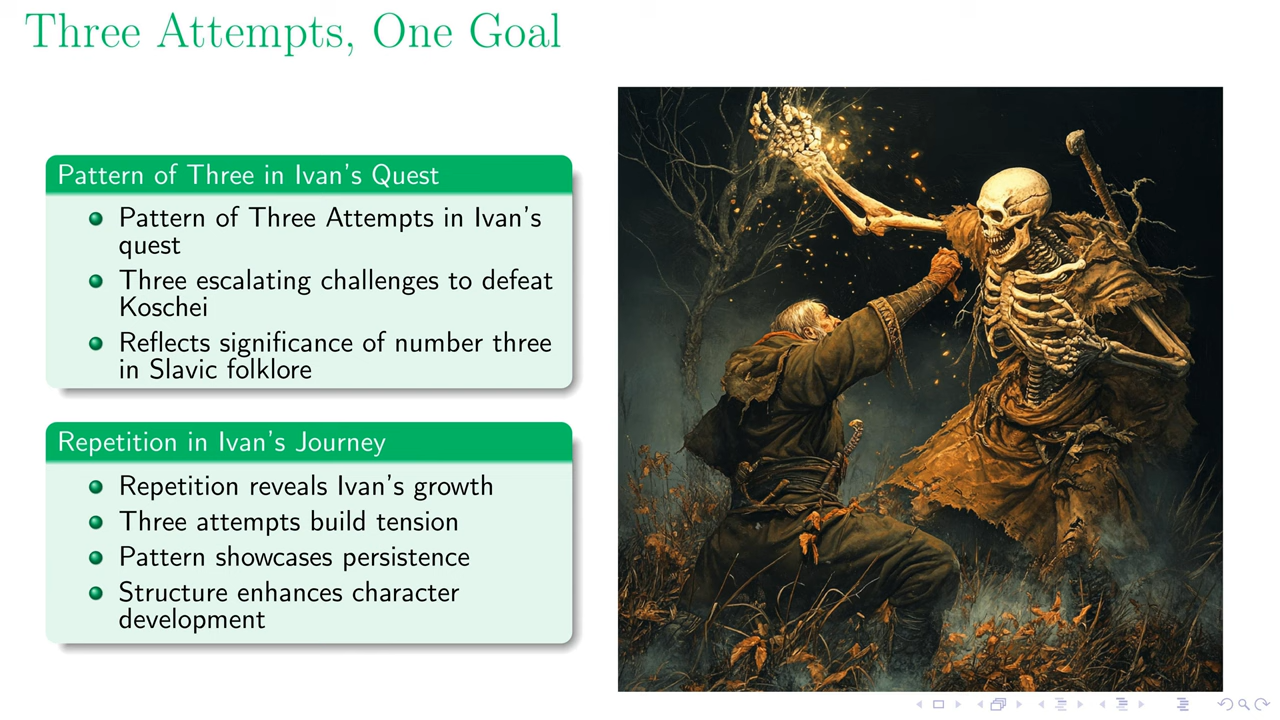 Three Attempts, One Goal
Pattern of Three in Ivan's Quest
Pattern of Three Attempts in Ivan's
quest
Three escalating challenges to defeat
Koschei
Reflects significance of number three
in Slavic folklore
Repetition in Ivan's Journey
Repetition reveals Ivan's growth
Three attempts build tension
Pattern showcases persistence
Structure enhances character
development